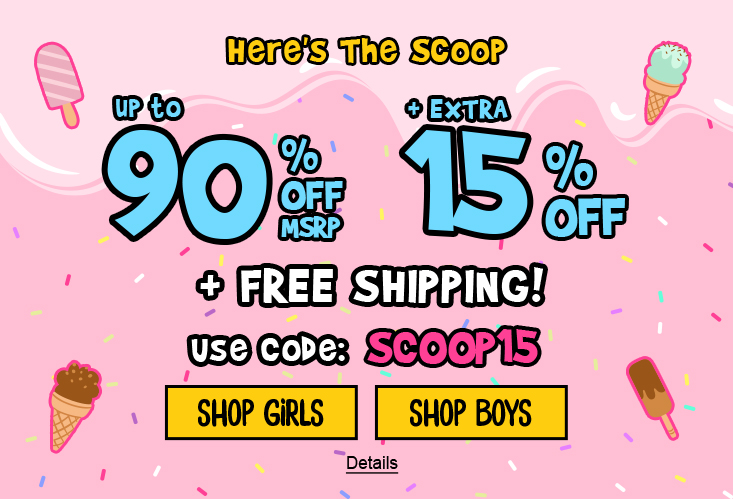 Here's The Scoop
UP to
90% OFF MSRP
+ EXTRA
15% OFF
+ FREE SHIPPING!
USE CODE: SCOOP15
SHOP GiRLS
SHOP BOYS
Details